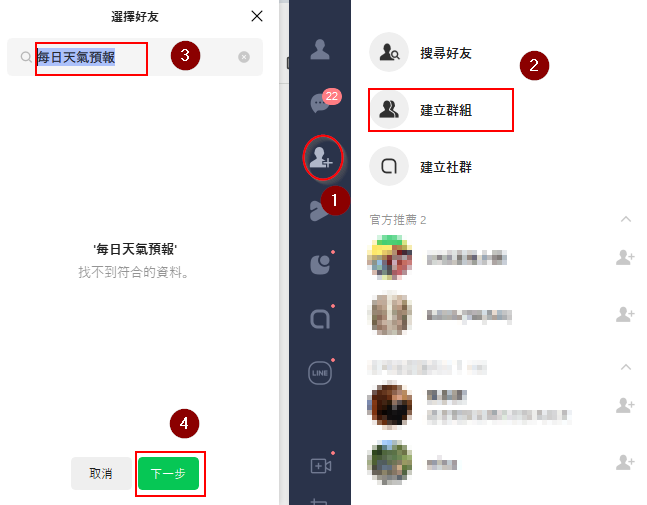 選擇好友
每日天氣預報
3
'每日天氣預報'
找不到符合的資料。
4
取消
下一步
22
1
LINE
搜尋好友
2
建立群組
建立社群
官方推薦 2